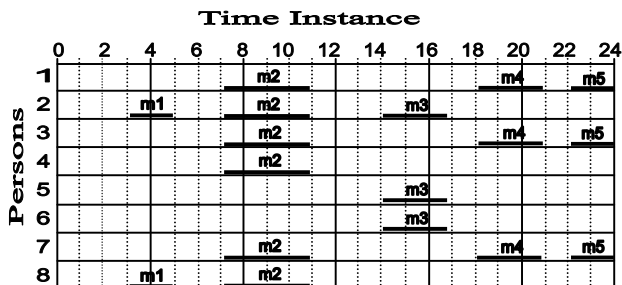 Time Instance
0 2 4 6 8 10 12 14 16 18 20 22 24
Persons
1 m2 m4 m5
2 m1 m2 m3
3 m2 m4 m5
4 m2
5 m3
6 m3
7 m2 m4 m5
8 m1 m2